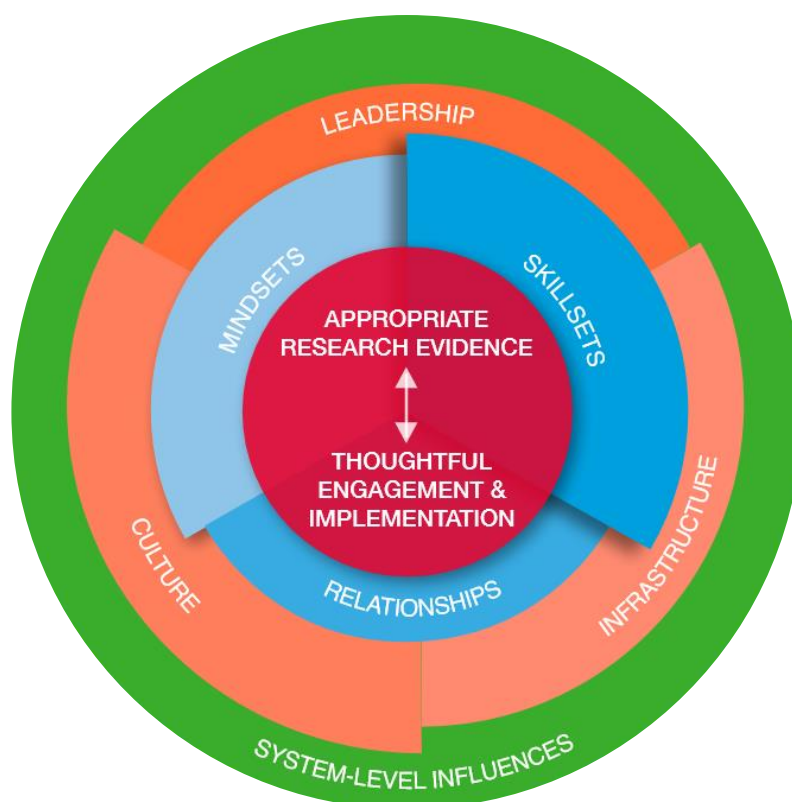 LEADERSHIP
MINDSETS
SKILLSETS
APPROPRIATE
RESEARCH EVIDENCE
THOUGHTFUL
ENGAGEMENT &
IMPLEMENTATION
CULTURE
RELATIONSHIPS
INFRASTRUCTURE
SYSTEM-LEVEL INFLUENCES